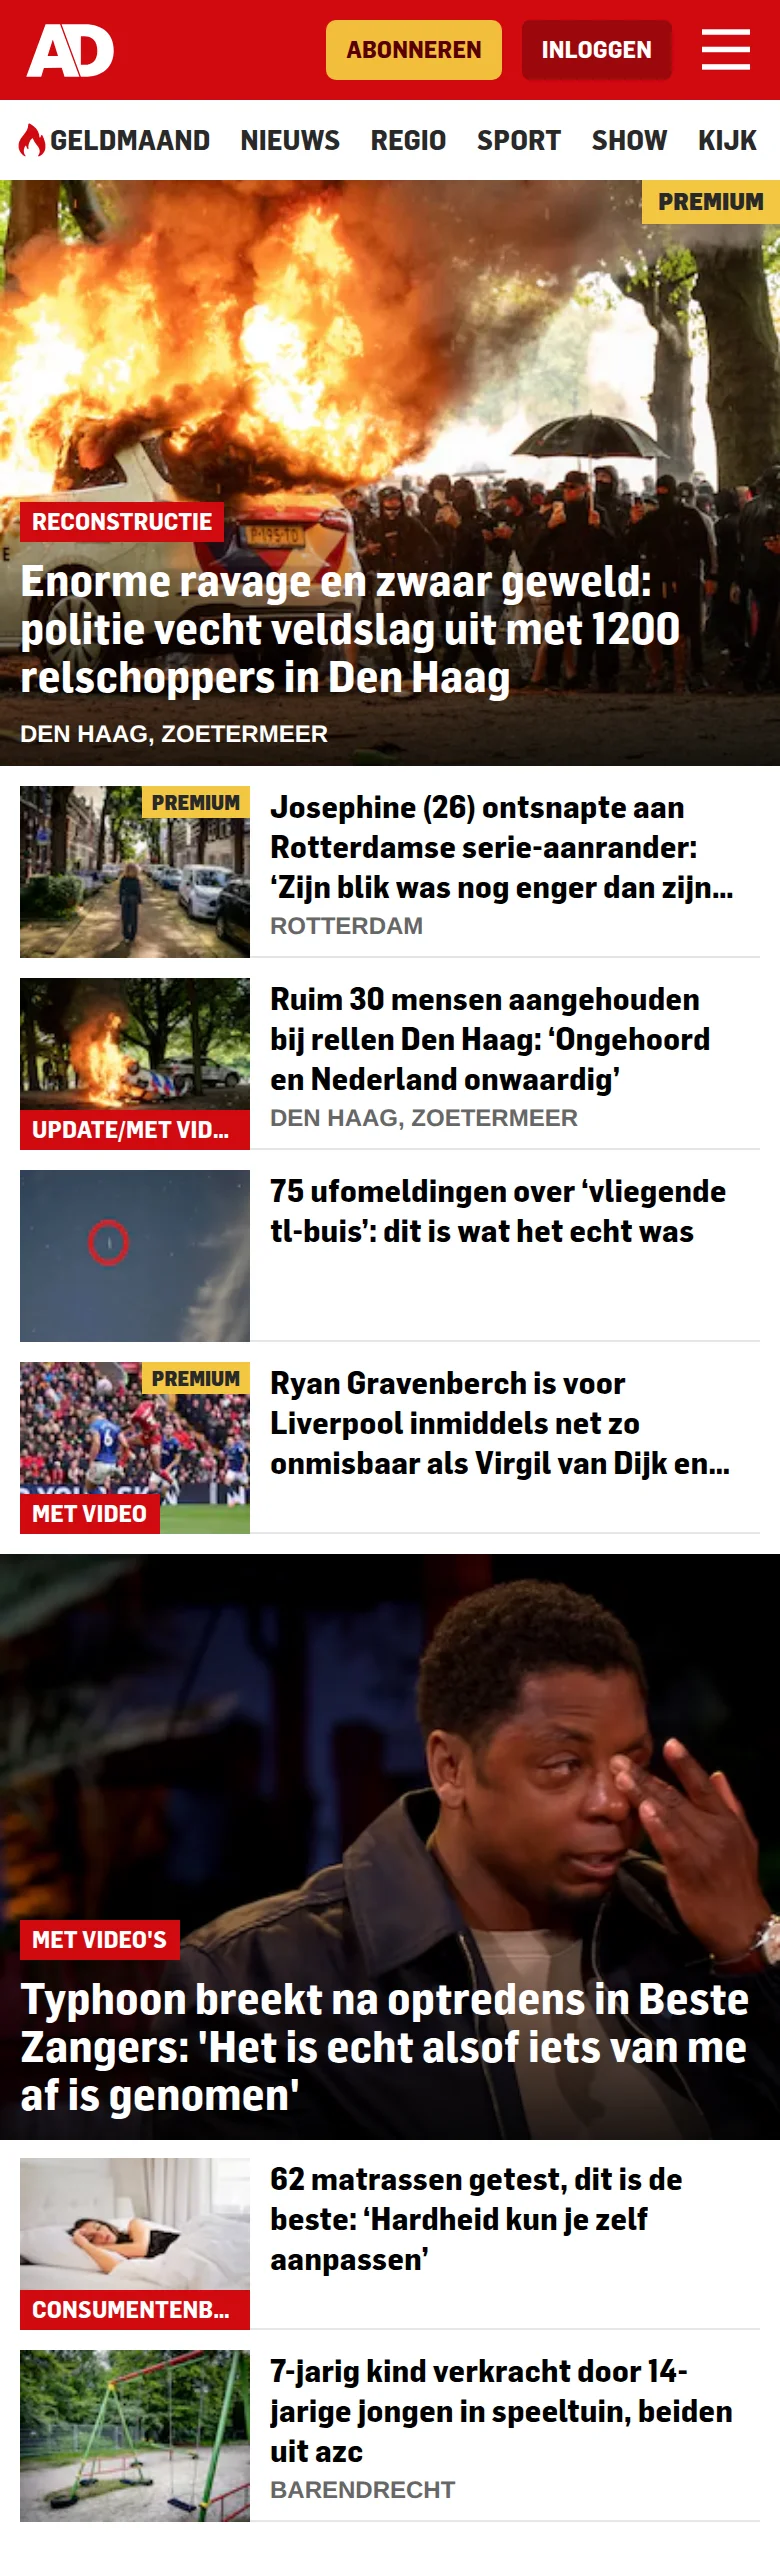 AD
ABONNEREN
INLOGGEN
GELDMAAND NIEUWS REGIO SPORT SHOW KIJK
PREMIUM
P-195-TD
RECONSTRUCTIE
Enorme ravage en zwaar geweld:
politie vecht veldslag uit met 1200
relschoppers in Den Haag
DEN HAAG, ZOETERMEER
PREMIUM
Josephine (26) ontsnapte aan
Rotterdamse serie-aanrander:
‘Zijn blik was nog enger dan zijn...
ROTTERDAM
UPDATE/MET VID...
Ruim 30 mensen aangehouden
bij rellen Den Haag: ‘Ongehoord
en Nederland onwaardig’
DEN HAAG, ZOETERMEER
75 ufomeldingen over ‘vliegende
tl-buis’: dit is wat het echt was
PREMIUM
6
MET VIDEO
Ryan Gravenberch is voor
Liverpool inmiddels net zo
onmisbaar als Virgil van Dijk en...
MET VIDEO'S
Typhoon breekt na optredens in Beste
Zangers: 'Het is echt alsof iets van me
af is genomen'
CONSUMENTENB...
62 matrassen getest, dit is de
beste: ‘Hardheid kun je zelf
aanpassen’
7-jarig kind verkracht door 14-
jarige jongen in speeltuin, beiden
uit azc
BARENDRECHT